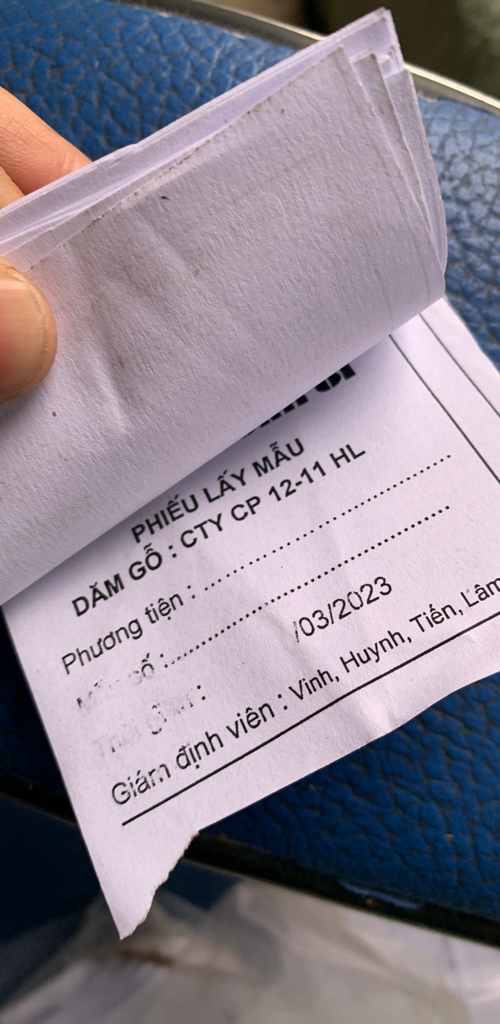 PHIẾU LẤY MẪU
DĂM GỖ : CTY CP 12-11 HL
Phương tiện : ........................................
số :........................................
/03/2023
Giám định viên : Vinh, Huynh, Tiến, Lâm